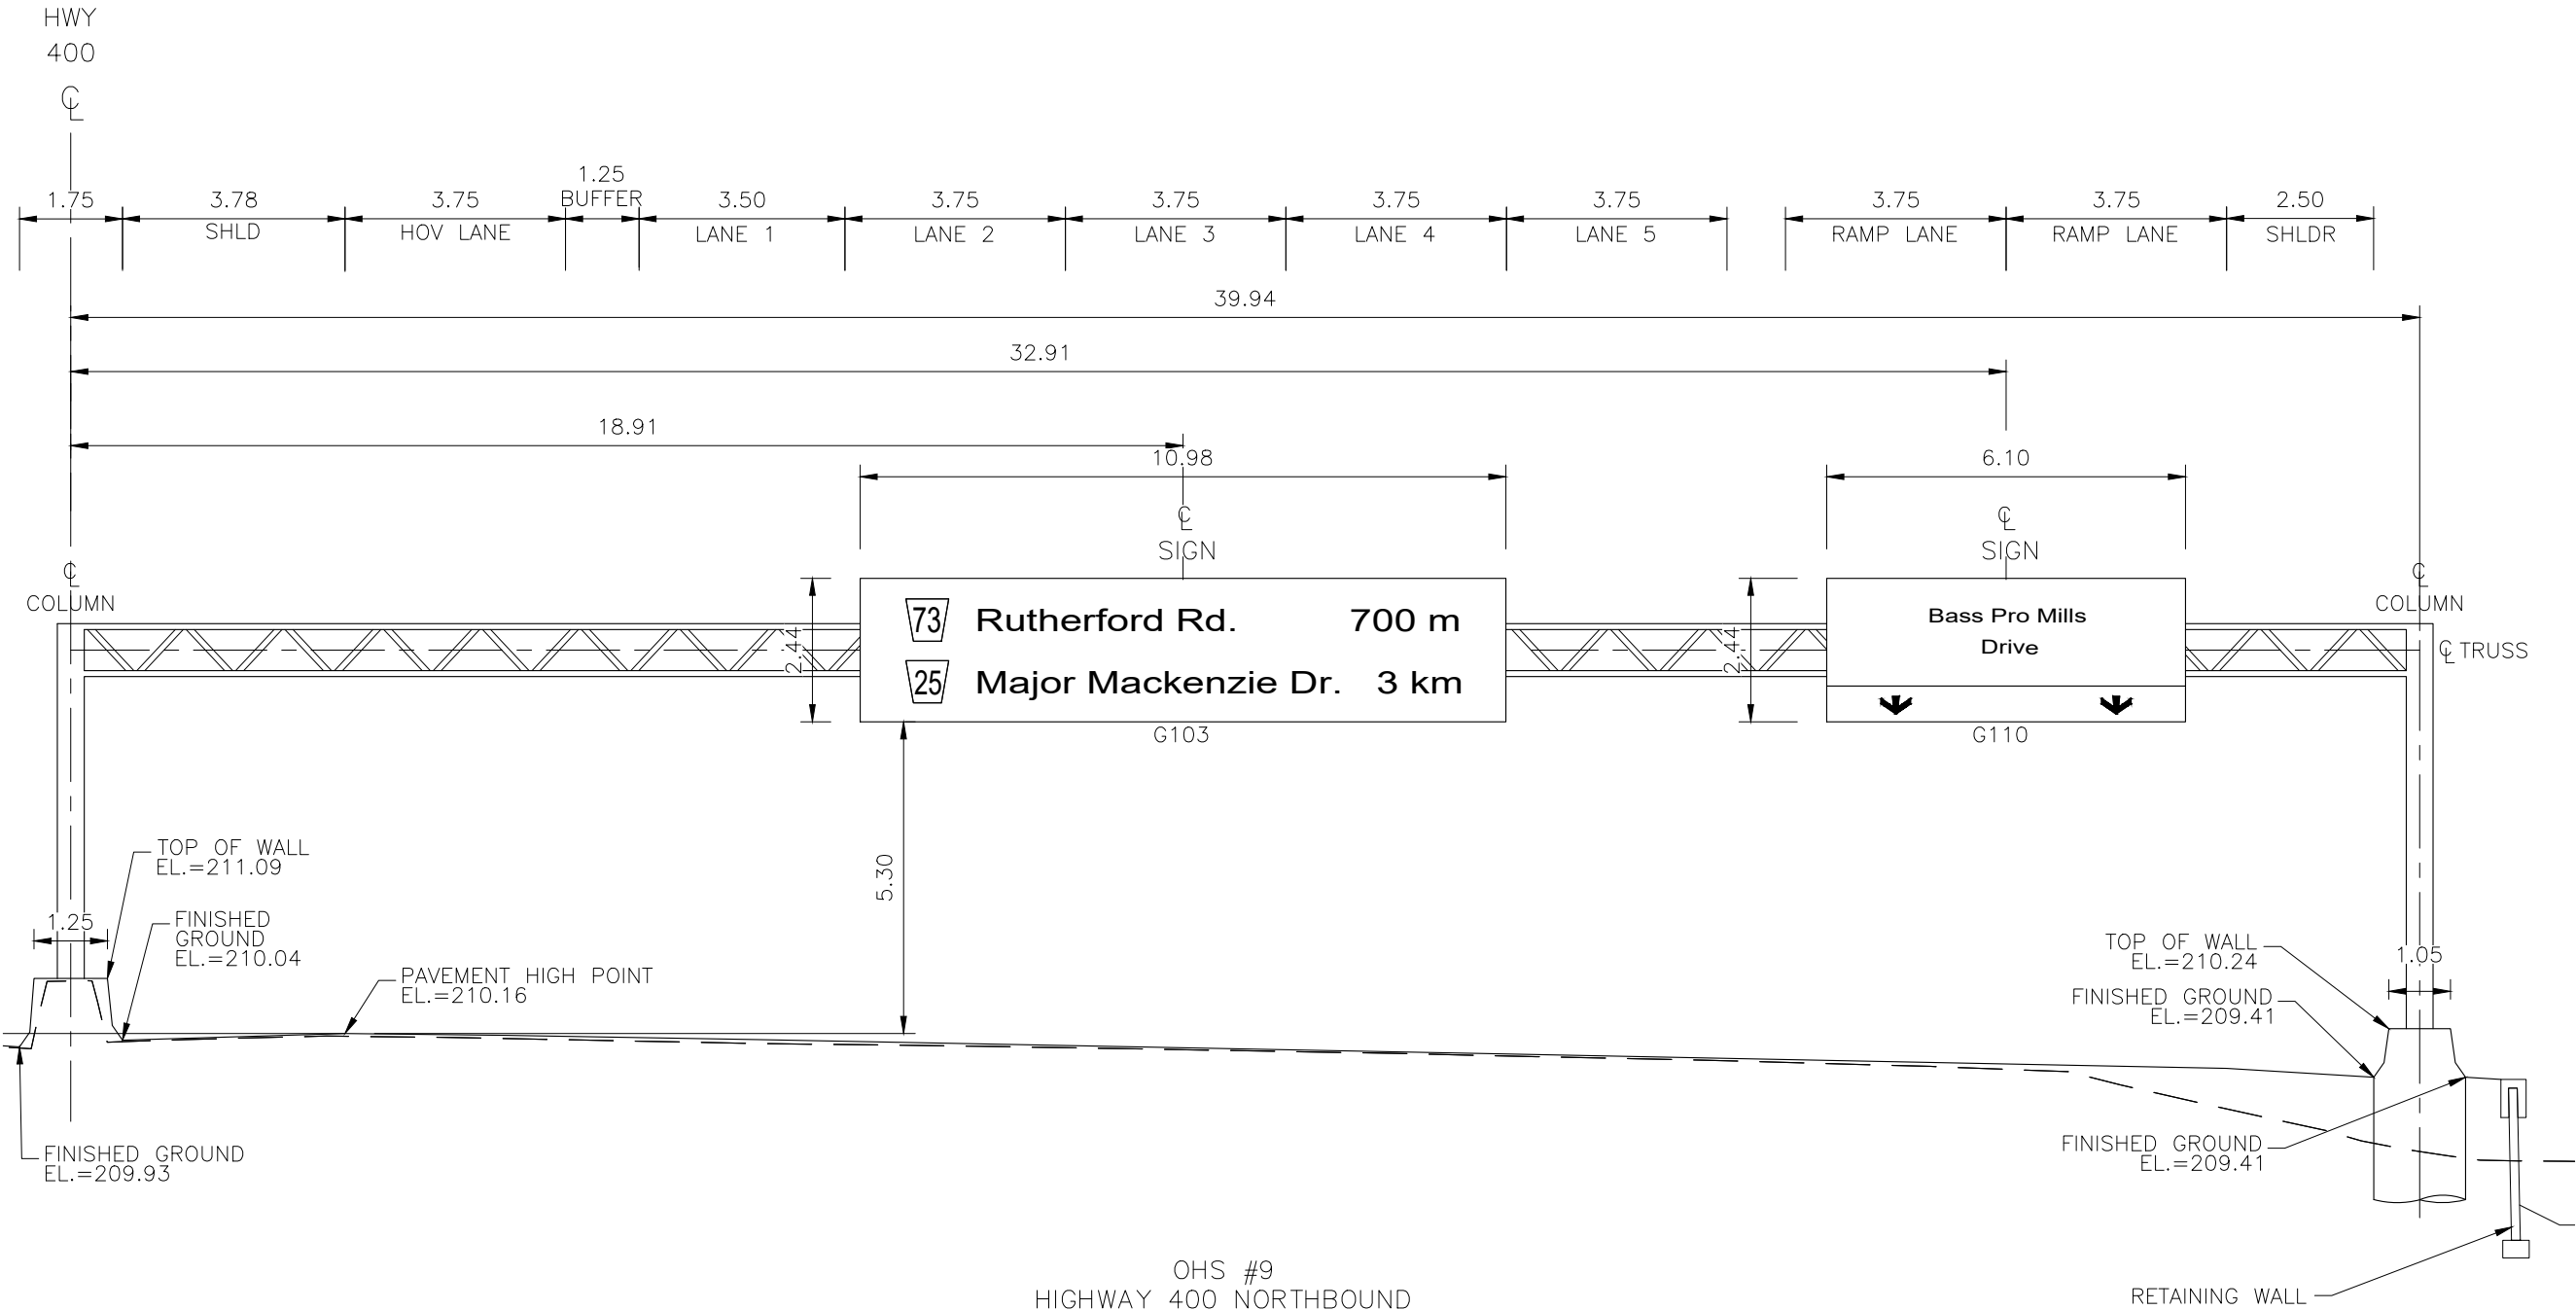 HWY
400
CL
1.75
3.78
SHLD
3.75
HOV LANE
1.25
BUFFER
3.50
LANE 1
3.75
LANE 2
3.75
LANE 3
3.75
LANE 4
3.75
LANE 5
3.75
RAMP LANE
3.75
RAMP LANE
2.50
SHLDR
39.94
32.91
18.91
10.98
6.10
CL
SIGN
CL
SIGN
CL
COLUMN
CL
COLUMN
2.44
73 Rutherford Rd. 700 m
25 Major Mackenzie Dr. 3 km
G103
2.44
Bass Pro Mills
Drive
G110
CL TRUSS
5.30
TOP OF WALL
EL.=211.09
1.25
FINISHED
GROUND
EL.=210.04
PAVEMENT HIGH POINT
EL.=210.16
TOP OF WALL
EL.=210.24
1.05
FINISHED GROUND
EL.=209.41
FINISHED GROUND
EL.=209.93
FINISHED GROUND
EL.=209.41
OHS #9
HIGHWAY 400 NORTHBOUND
RETAINING WALL